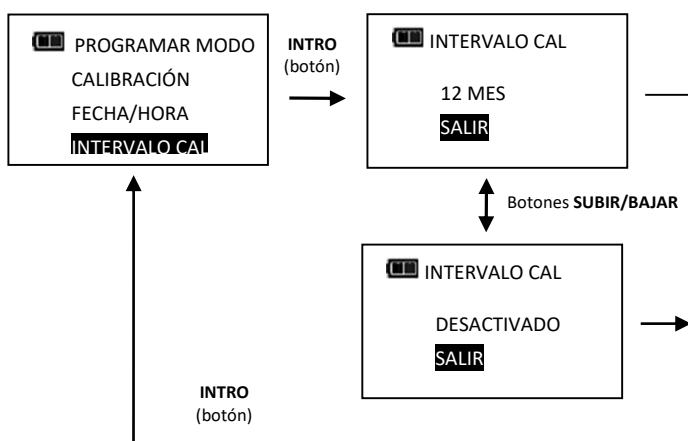 PROGRAMAR MODO
CALIBRACIÓN
FECHA/HORA
INTERVALO CAL
INTRO
(botón)
INTERVALO CAL
12 MES
SALIR
Botones SUBIR/BAJAR
INTERVALO CAL
DESACTIVADO
SALIR
INTRO
(botón)